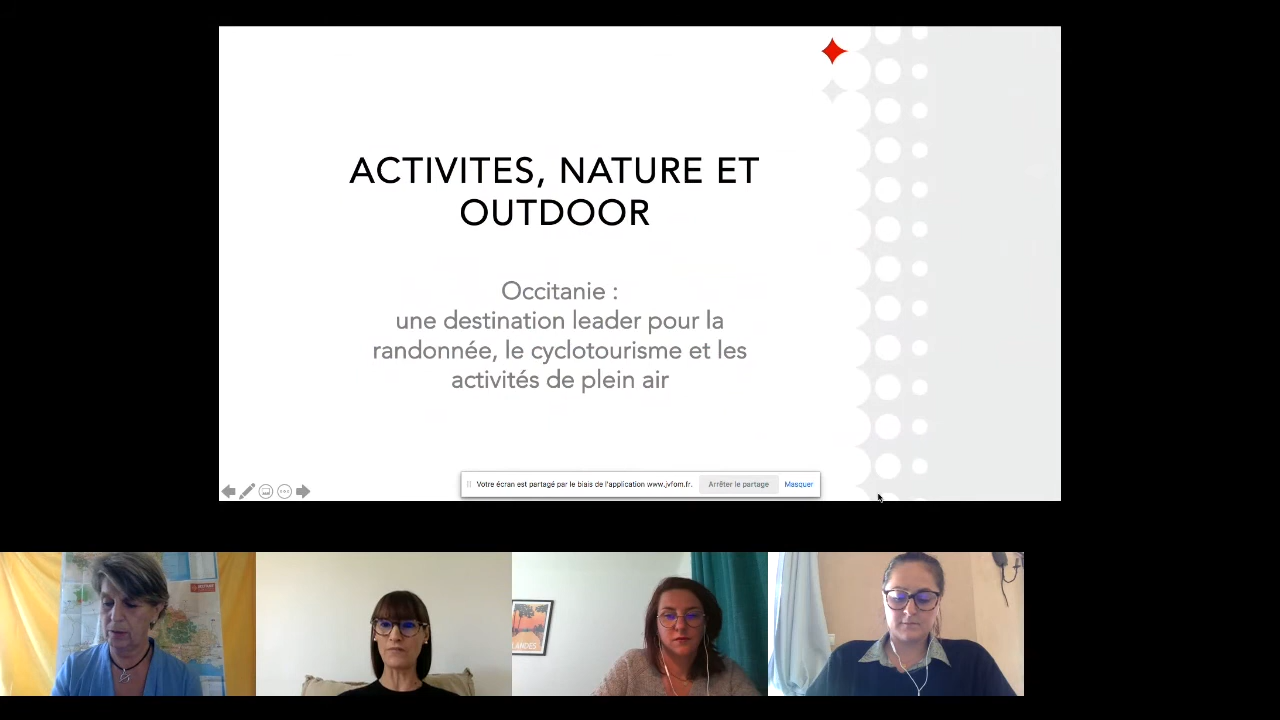 ACTIVITES, NATURE ET
OUTDOOR
Occitanie :
une destination leader pour la
randonnée, le cyclotourisme et les
activités de plein air
Votre écran est partagé par le biais de l'application www.jvfom.fr.
Arrêter le partage
Masquer
LANDES